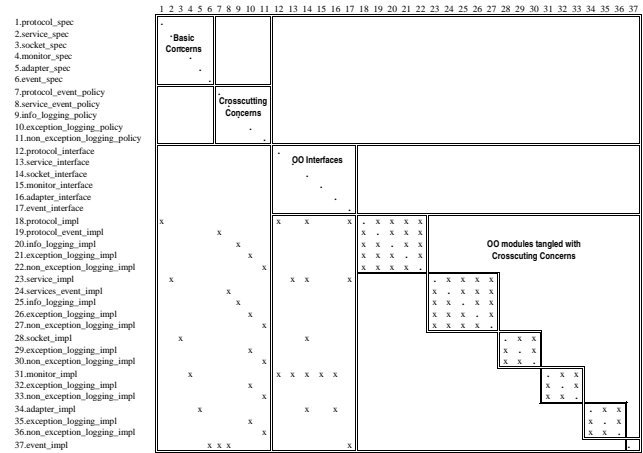 1 2 3 4 5 6 7 8 9 10 11 12 13 14 15 16 17 18 19 20 21 22 23 24 25 26 27 28 29 30 31 32 33 34 35 36 37
1.protocol_spec .
2.service_spec . Basic
3.socket_spec Concerns
4.monitor_spec .
5.adapter_spec .
6.event_spec .
7.protocol_event_policy .
8.service_event_policy Crosscutting
9.info_logging_policy Concerns
10.exception_logging_policy .
11.non_exception_logging_policy .
12.protocol_interface .
13.service_interface . OO Interfaces
14.socket_interface .
15.monitor_interface .
16.adapter_interface .
17.event_interface .
18.protocol_impl x x x x . x x x x
19.protocol_event_impl x x . x x x
20.info_logging_impl x x x . x x OO modules tangled with
21.exception_logging_impl x x x x . x Crosscuting Concerns
22.non_exception_logging_impl x x x x x .
23.service_impl x x x x . x x x x
24.services_event_impl x x . x x x
25.info_logging_impl x x x . x x
26.exception_logging_impl x x x x . x
27.non_exception_logging_impl x x x x x .
28.socket_impl x x . x x
29.exception_logging_impl x x . x
30.non_exception_logging_impl x x x .
31.monitor_impl x x x x x x . x x
32.exception_logging_impl x x . x
33.non_exception_logging_impl x x x .
34.adapter_impl x x x . x x
35.exception_logging_impl x x . x
36.non_exception_logging_impl x x x .
37.event_impl x x x x .